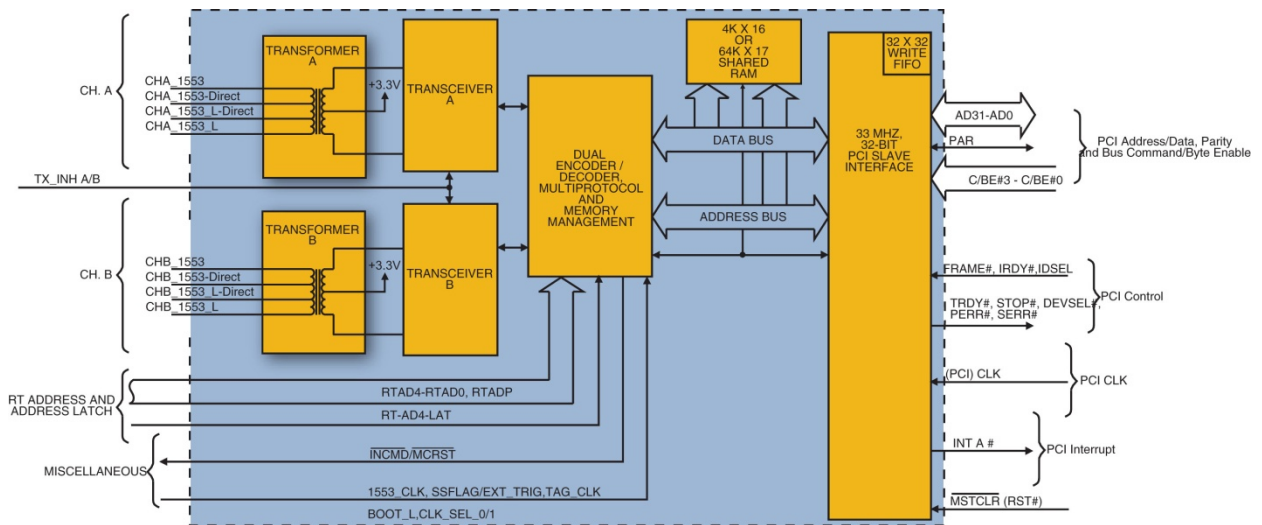 CH. A
CHA_1553
CHA_1553-Direct
CHA_1553_L-Direct
CHA_1553_L
TRANSFORMER
A
+3.3V
TRANSCEIVER
A
TX_INH A/B
CH. B
CHB_1553
CHB_1553-Direct
CHB_1553_L-Direct
CHB_1553_L
TRANSFORMER
B
+3.3V
TRANSCEIVER
B
DUAL
ENCODER /
DECODER,
MULTIPROTOCOL
AND
MEMORY
MANAGEMENT
4K X 16
OR
64K X 17
SHARED
RAM
DATA BUS
ADDRESS BUS
32 X 32
WRITE
FIFO
33 MHZ,
32-BIT
PCI SLAVE
INTERFACE
AD31-AD0
PAR
C/BE#3 - C/BE#0
PCI Address/Data, Parity
and Bus Command/Byte Enable
FRAME#, IRDY#,IDSEL
TRDY#, STOP#, DEVSEL#,
PERR#, SERR#
PCI Control
(PCI) CLK
PCI CLK
INT A #
PCI Interrupt
MSTCLR (RST#)
RT ADDRESS AND
ADDRESS LATCH
RTAD4-RTAD0, RTADP
RT-AD4-LAT
MISCELLANEOUS
INCMD/MCRST
1553_CLK, SSFLAG/EXT_TRIG,TAG_CLK
BOOT_L,CLK_SEL_0/1